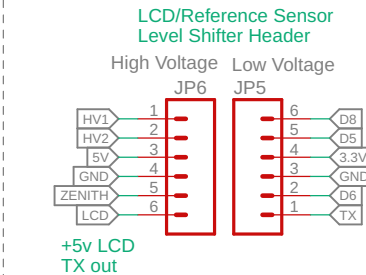 LCD/Reference Sensor
Level Shifter Header
High Voltage Low Voltage
JP6 JP5
HV1 1 6 D8
HV2 2 5 D5
5V 3 4 3.3V
GND 4 3 GND
ZENITH 5 2 D6
LCD 6 1 TX
+5v LCD
TX out